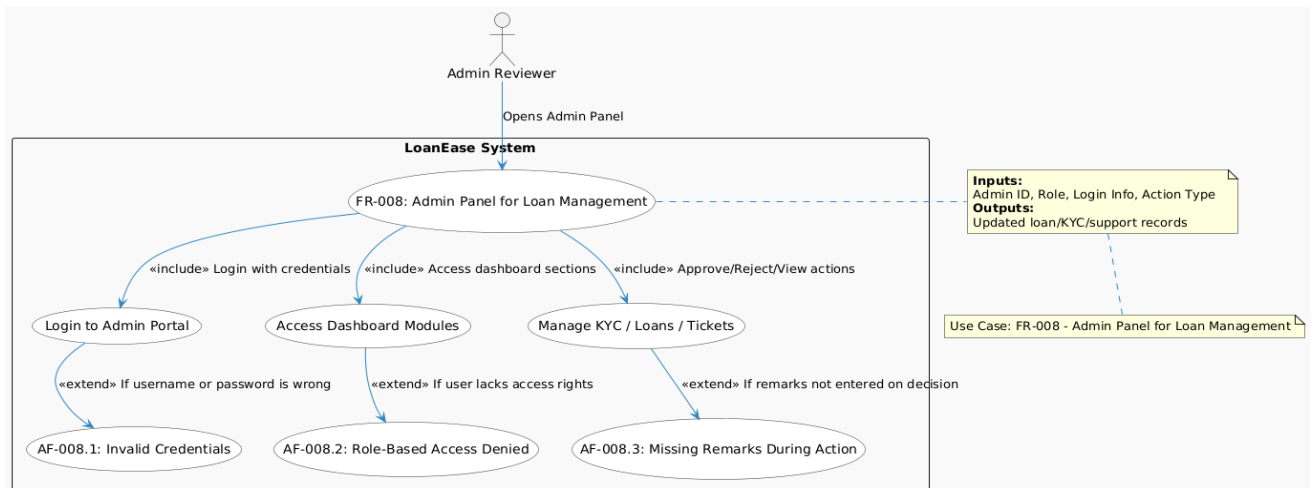 Admin Reviewer
Opens Admin Panel
LoanEase System
FR-008: Admin Panel for Loan Management
Inputs:
Admin ID, Role, Login Info, Action Type
Outputs:
Updated loan/KYC/support records
«include» Login with credentials
«include» Access dashboard sections
«include» Approve/Reject/View actions
Login to Admin Portal
Access Dashboard Modules
Manage KYC / Loans / Tickets
Use Case: FR-008 - Admin Panel for Loan Management
«extend» If username or password is wrong
«extend» If user lacks access rights
«extend» If remarks not entered on decision
AF-008.1: Invalid Credentials
AF-008.2: Role-Based Access Denied
AF-008.3: Missing Remarks During Action